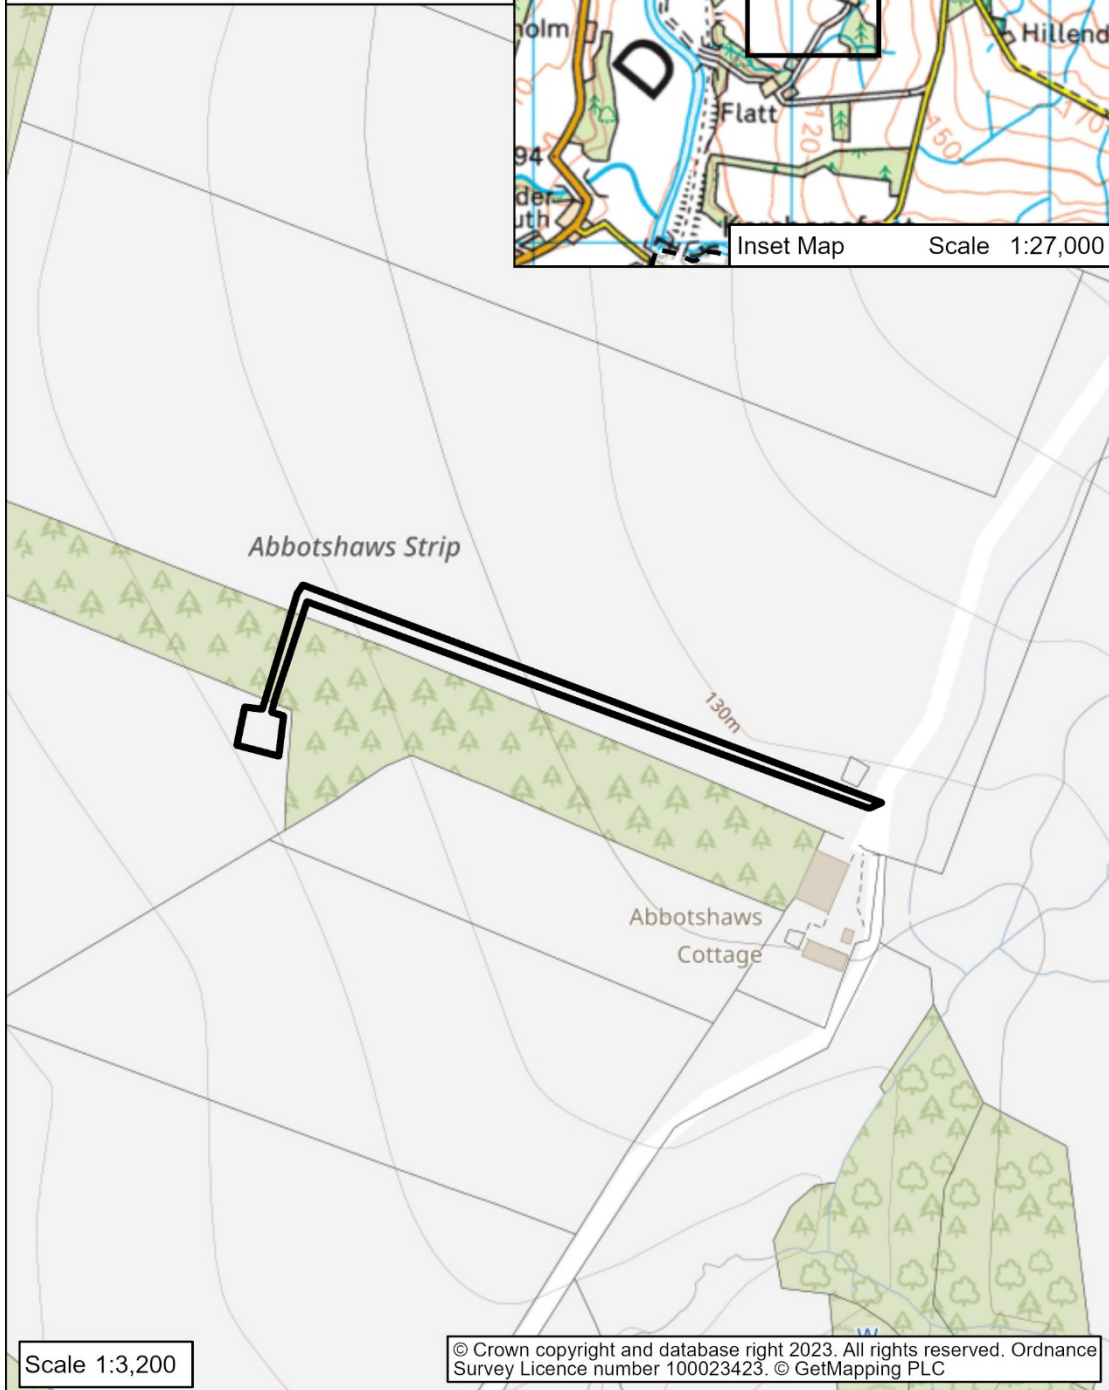 Hillend
Flatt
120
150
170
94
Inset Map Scale 1:27,000
Abbotshaws Strip
130m
Abbotshaws
Cottage
Scale 1:3,200
© Crown copyright and database right 2023. All rights reserved. Ordnance
Survey Licence number 100023423. © GetMapping PLC